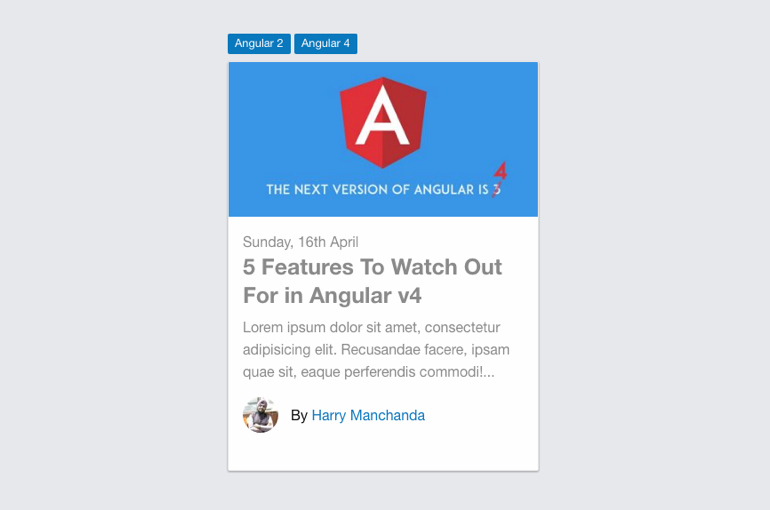 Angular 2 Angular 4
A
THE NEXT VERSION OF ANGULAR IS 3 4
Sunday, 16th April
5 Features To Watch Out
For in Angular v4
Lorem ipsum dolor sit amet, consectetur
adipisicing elit. Recusandae facere, ipsam
quae sit, eaque perferendis commodi!...
By Harry Manchanda